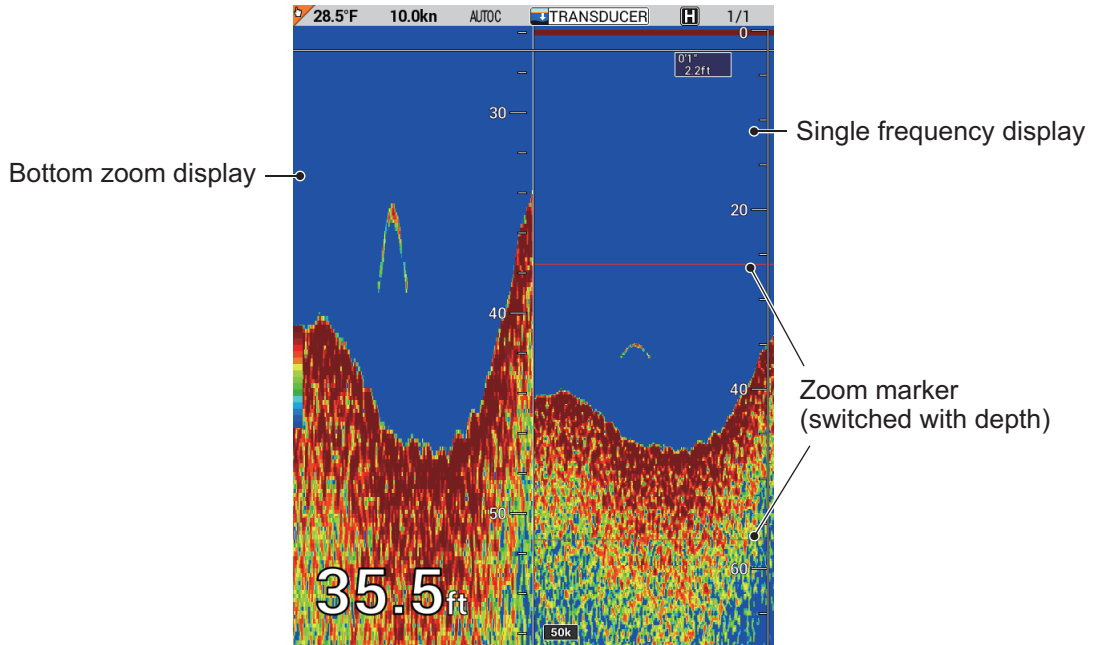 28.5°F 10.0kn AUTOC TRANSDUCER H 1/1
0
0'1"
2.2ft
30
Single frequency display
Bottom zoom display
20
40
40
Zoom marker
(switched with depth)
50
60
35.5ft
50k